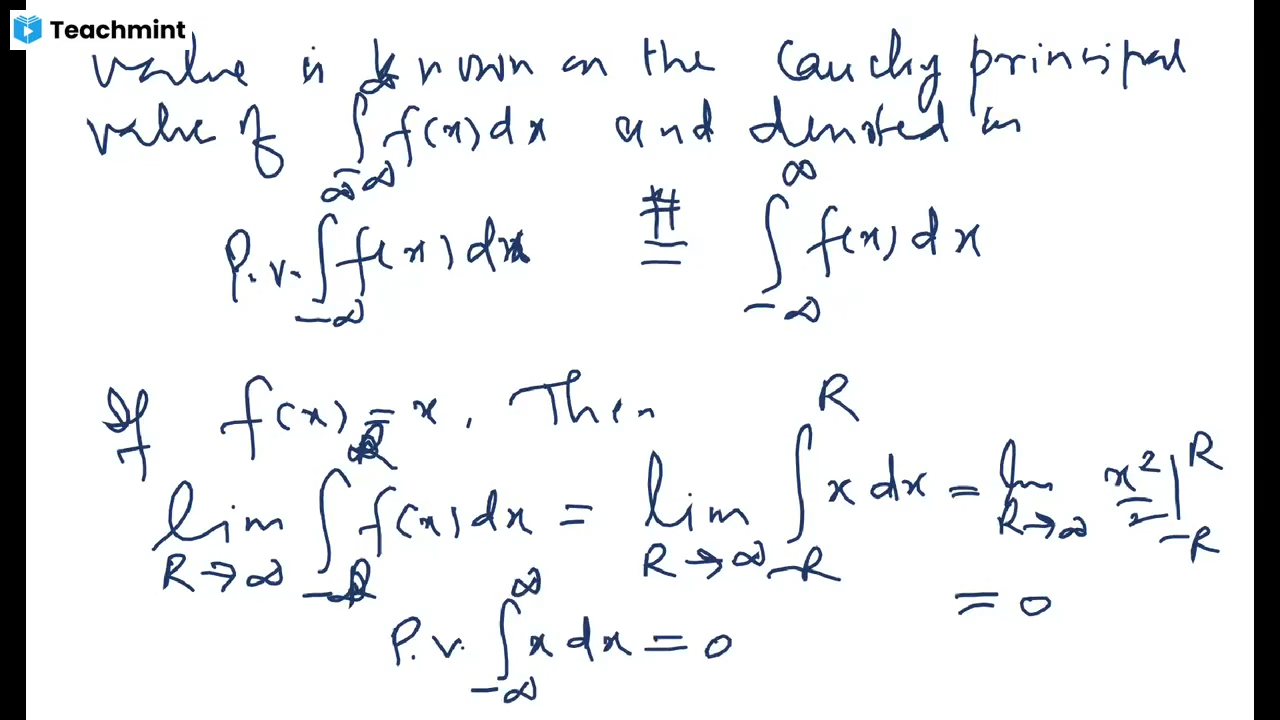 Teachmint
value is known as the Cauchy principal
value of ∫_{-∞}^{∞} f(x) dx and denoted as
P.v. ∫_{-∞}^{∞} f(x) dx ≠ ∫_{-∞}^{∞} f(x) dx
If f(x) = x. Then
lim_{R→∞} ∫_{-R}^{R} f(x) dx = lim_{R→∞} ∫_{-R}^{R} x dx = lim_{R→∞} x²/2 |_{-R}^{R}
= 0
P.v. ∫_{-∞}^{∞} x dx = 0